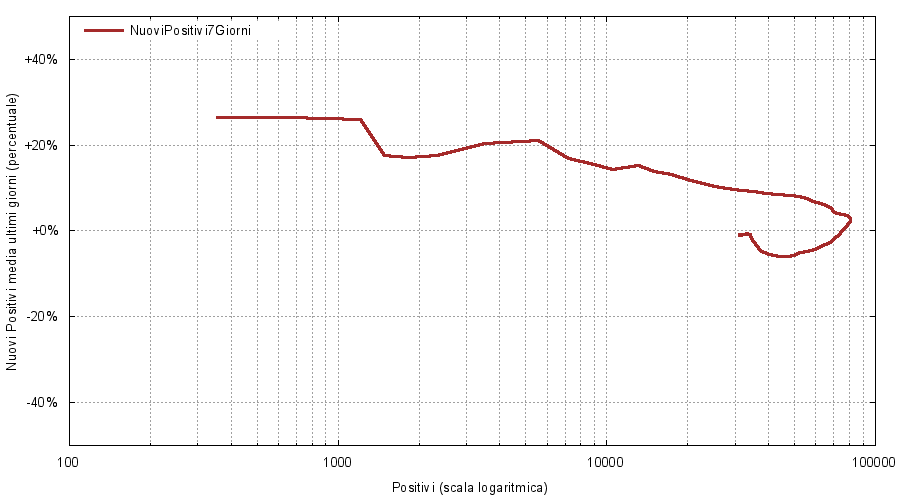 NuoviPositivi7Giorni
+40%
+20%
+0%
-20%
-40%
Nuovi Positivi media ultimi giorni (percentuale)
100 1000 10000 100000
Positivi (scala logaritmica)